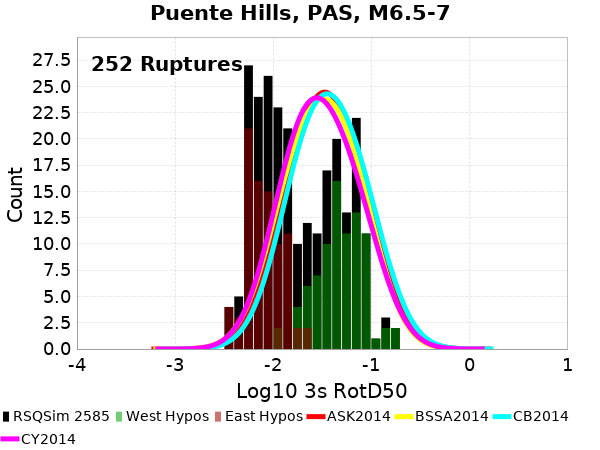 Puente Hills, PAS, M6.5-7
252 Ruptures
Count
27.5
25.0
22.5
20.0
17.5
15.0
12.5
10.0
7.5
5.0
2.5
0.0
-4 -3 -2 -1 0 1
Log10 3s RotD50
RSQSim 2585 West Hypos East Hypos ASK2014 BSSA2014 CB2014
CY2014